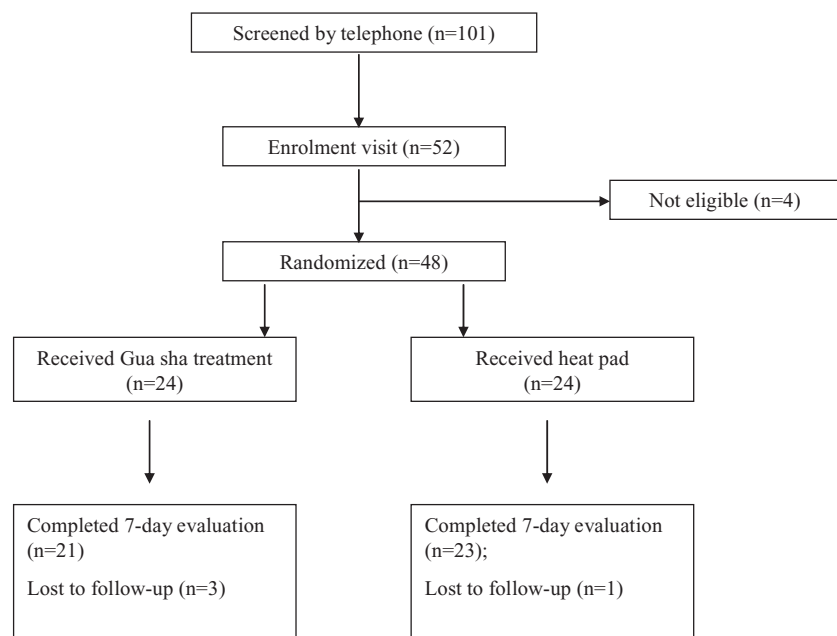 Screened by telephone (n=101)
Enrolment visit (n=52)
Not eligible (n=4)
Randomized (n=48)
Received Gua sha treatment
(n=24)
Received heat pad
(n=24)
Completed 7-day evaluation
(n=21)
Lost to follow-up (n=3)
Completed 7-day evaluation
(n=23);
Lost to follow-up (n=1)